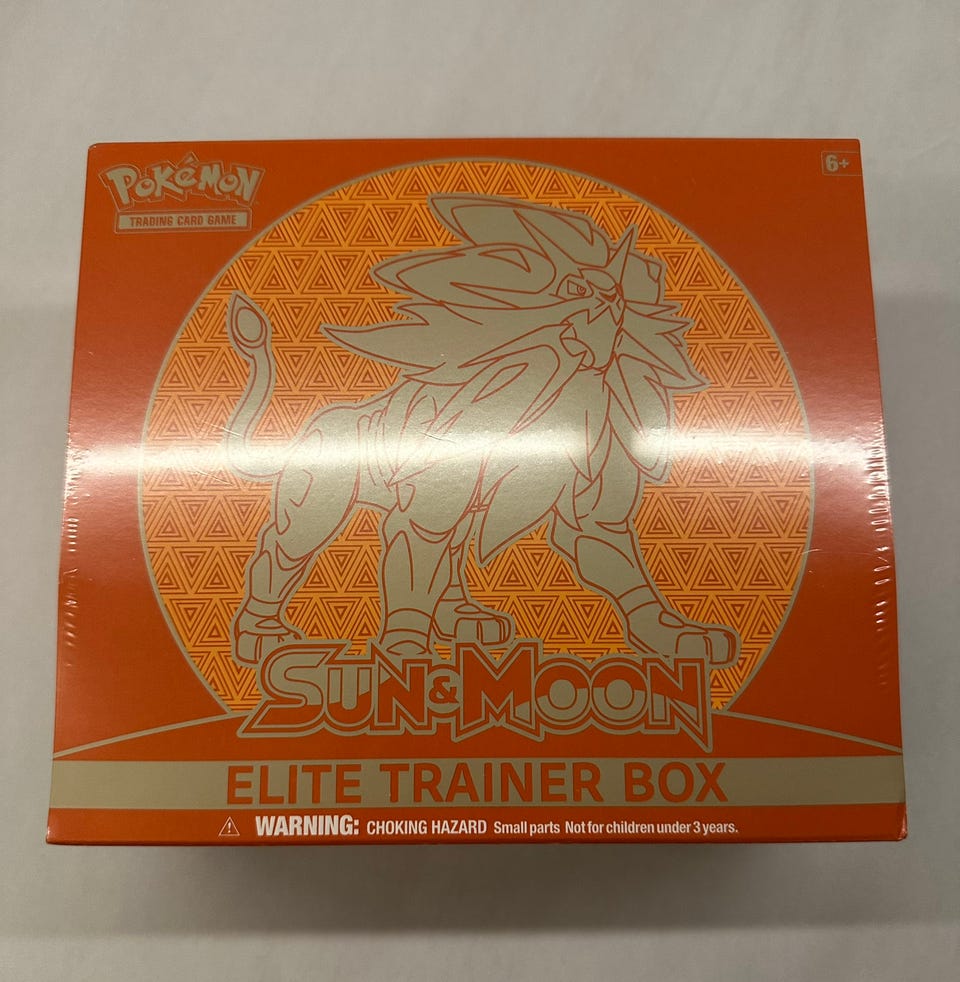 POKéMON
TRADING CARD GAME
6+
SUN & MOON
ELITE TRAINER BOX
WARNING: CHOKING HAZARD Small parts Not for children under 3 years.